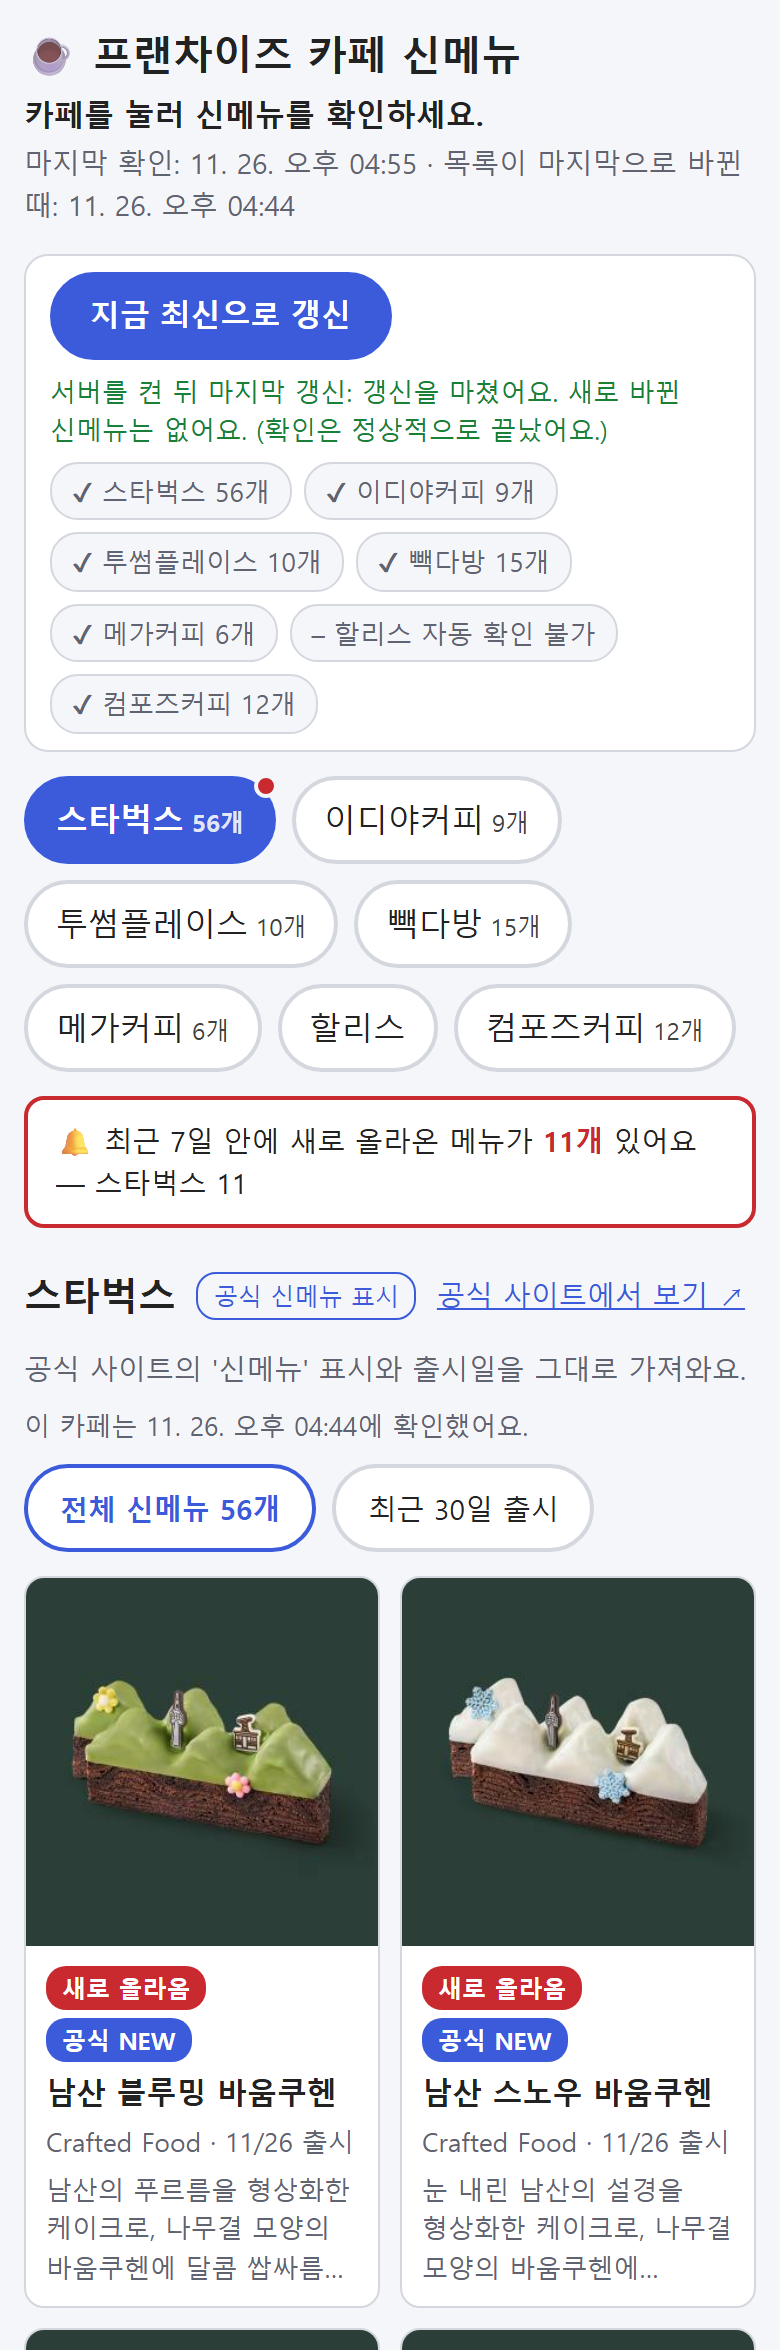 프랜차이즈 카페 신메뉴
카페를 눌러 신메뉴를 확인하세요.
마지막 확인: 11. 26. 오후 04:55 · 목록이 마지막으로 바뀐
때: 11. 26. 오후 04:44
지금 최신으로 갱신
서버를 켠 뒤 마지막 갱신: 갱신을 마쳤어요. 새로 바뀐
신메뉴는 없어요. (확인은 정상적으로 끝났어요.)
✓ 스타벅스 56개 ✓ 이디야커피 9개
✓ 투썸플레이스 10개 ✓ 빽다방 15개
✓ 메가커피 6개 – 할리스 자동 확인 불가
✓ 컴포즈커피 12개
스타벅스 56개 이디야커피 9개
투썸플레이스 10개 빽다방 15개
메가커피 6개 할리스 컴포즈커피 12개
🔔 최근 7일 안에 새로 올라온 메뉴가 11개 있어요
— 스타벅스 11
스타벅스 공식 신메뉴 표시 공식 사이트에서 보기 ↗
공식 사이트의 '신메뉴' 표시와 출시일을 그대로 가져와요.
이 카페는 11. 26. 오후 04:44에 확인했어요.
전체 신메뉴 56개 최근 30일 출시
새로 올라옴
공식 NEW
남산 블루밍 바움쿠헨
Crafted Food · 11/26 출시
남산의 푸르름을 형상화한
케이크로, 나무결 모양의
바움쿠헨에 달콤 쌉싸름...
새로 올라옴
공식 NEW
남산 스노우 바움쿠헨
Crafted Food · 11/26 출시
눈 내린 남산의 설경을
형상화한 케이크로, 나무결
모양의 바움쿠헨에...